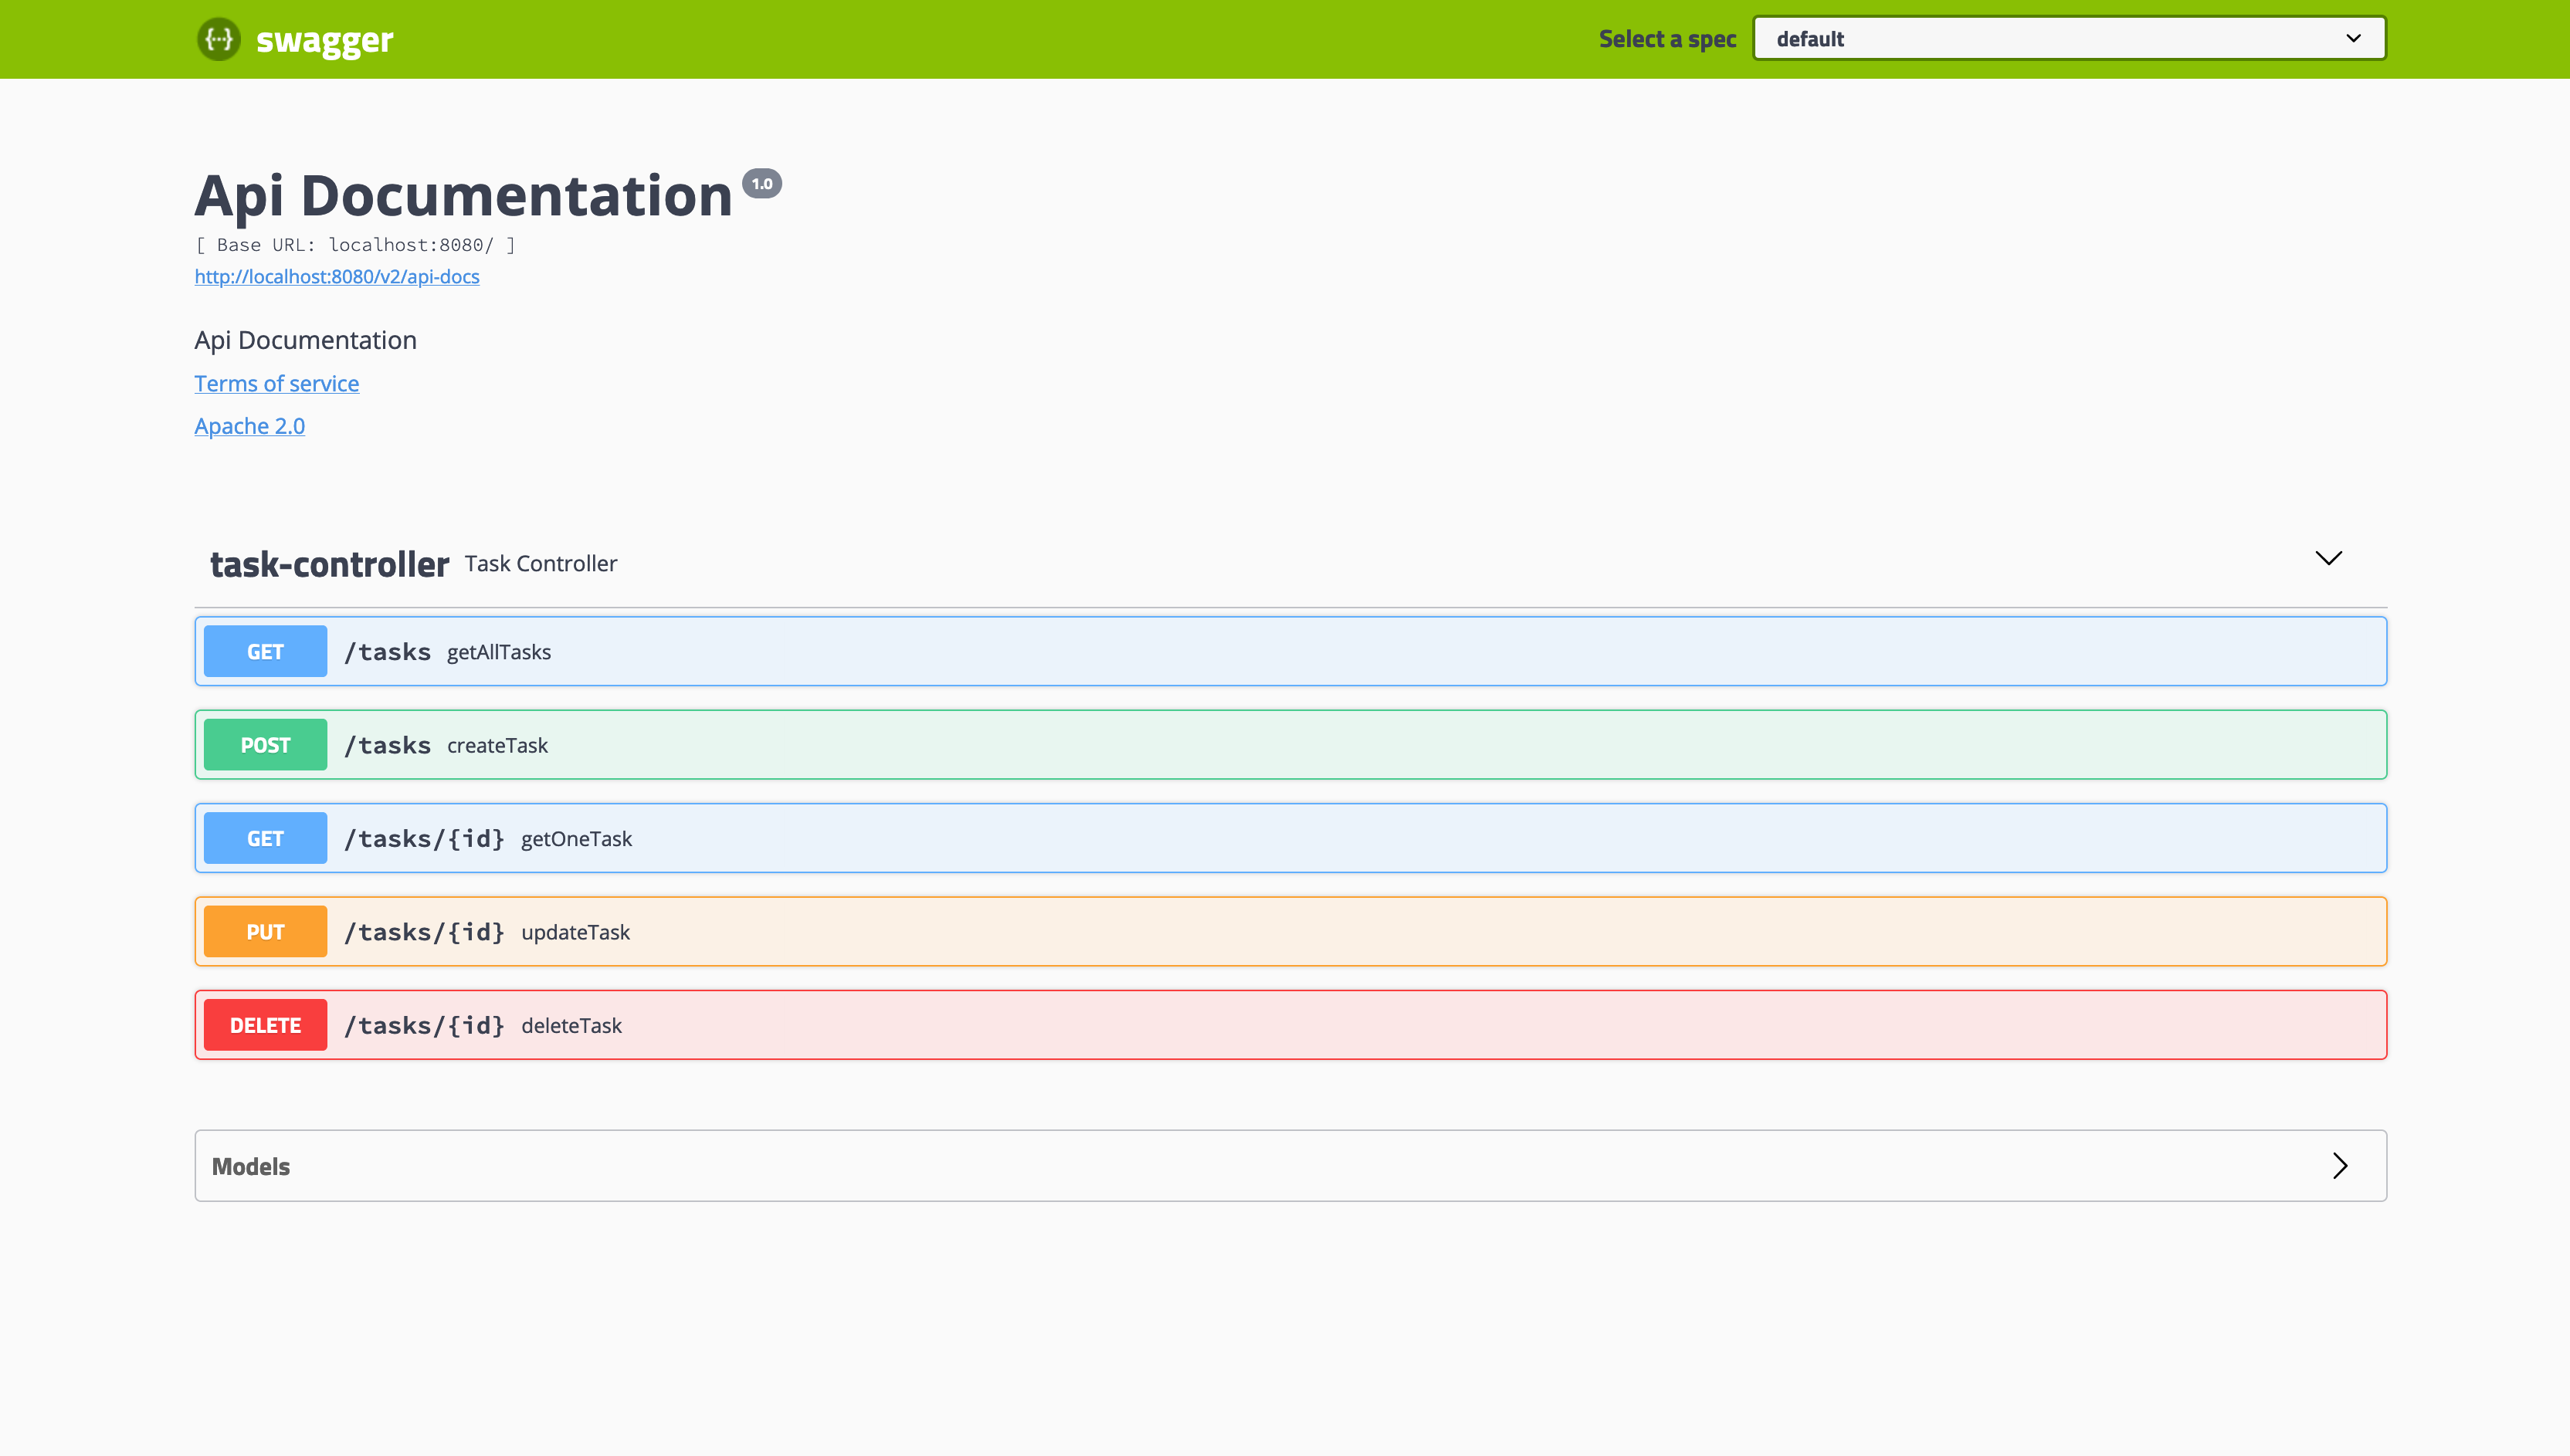 {···} swagger
Select a spec default
Api Documentation 1.0
[ Base URL: localhost:8080/ ]
http://localhost:8080/v2/api-docs
Api Documentation
Terms of service
Apache 2.0
task-controller Task Controller
GET /tasks getAllTasks
POST /tasks createTask
GET /tasks/{id} getOneTask
PUT /tasks/{id} updateTask
DELETE /tasks/{id} deleteTask
Models